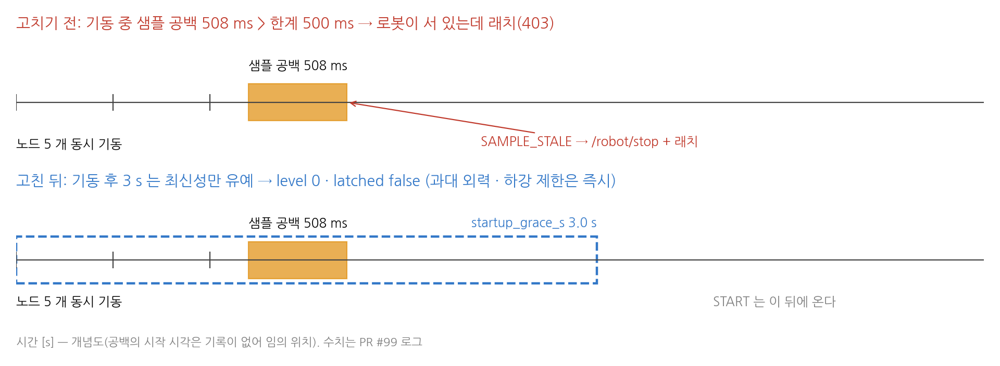 고치기 전: 기동 중 샘플 공백 508 ms > 한계 500 ms → 로봇이 서 있는데 래치(403)
샘플 공백 508 ms
노드 5 개 동시 기동
SAMPLE_STALE → /robot/stop + 래치
고친 뒤: 기동 후 3 s 는 최신성만 유예 → level 0 · latched false (과대 외력 · 하강 제한은 즉시)
샘플 공백 508 ms
startup_grace_s 3.0 s
노드 5 개 동시 기동
START 는 이 뒤에 온다
시간 [s] — 개념도(공백의 시작 시각은 기록이 없어 임의 위치). 수치는 PR #99 로그